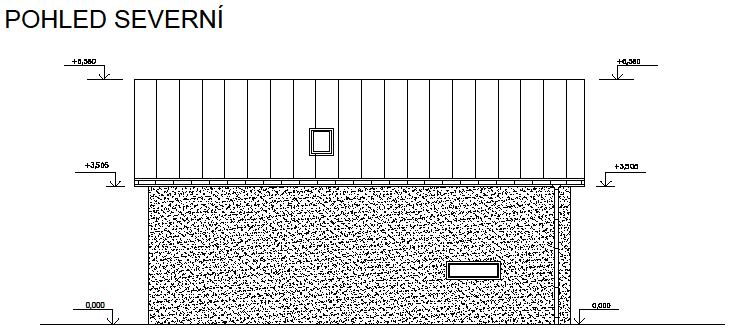 POHLED SEVERNÍ
+6,380 +6,380
+3,505 +3,505
0,000 0,000